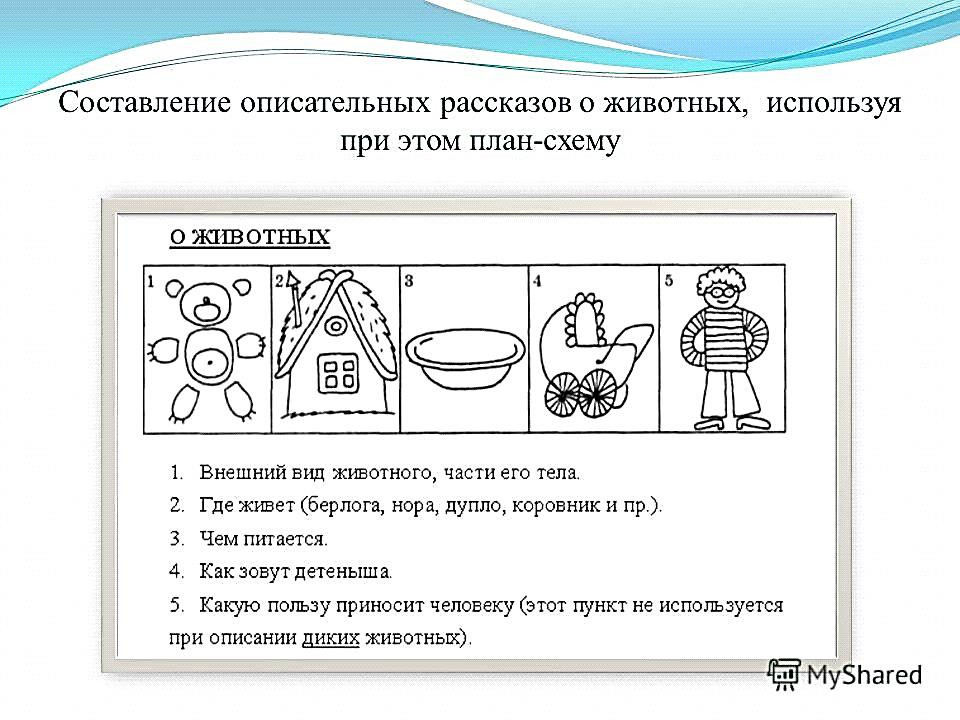 Составление описательных рассказов о животных, используя
при этом план-схему
О ЖИВОТНЫХ
1 2 3 4 5
1. Внешний вид животного, части его тела.
2. Где живет (берлога, нора, дупло, коровник и пр.).
3. Чем питается.
4. Как зовут детеныша.
5. Какую пользу приносит человеку (этот пункт не используется
при описании диких животных).
MyShared